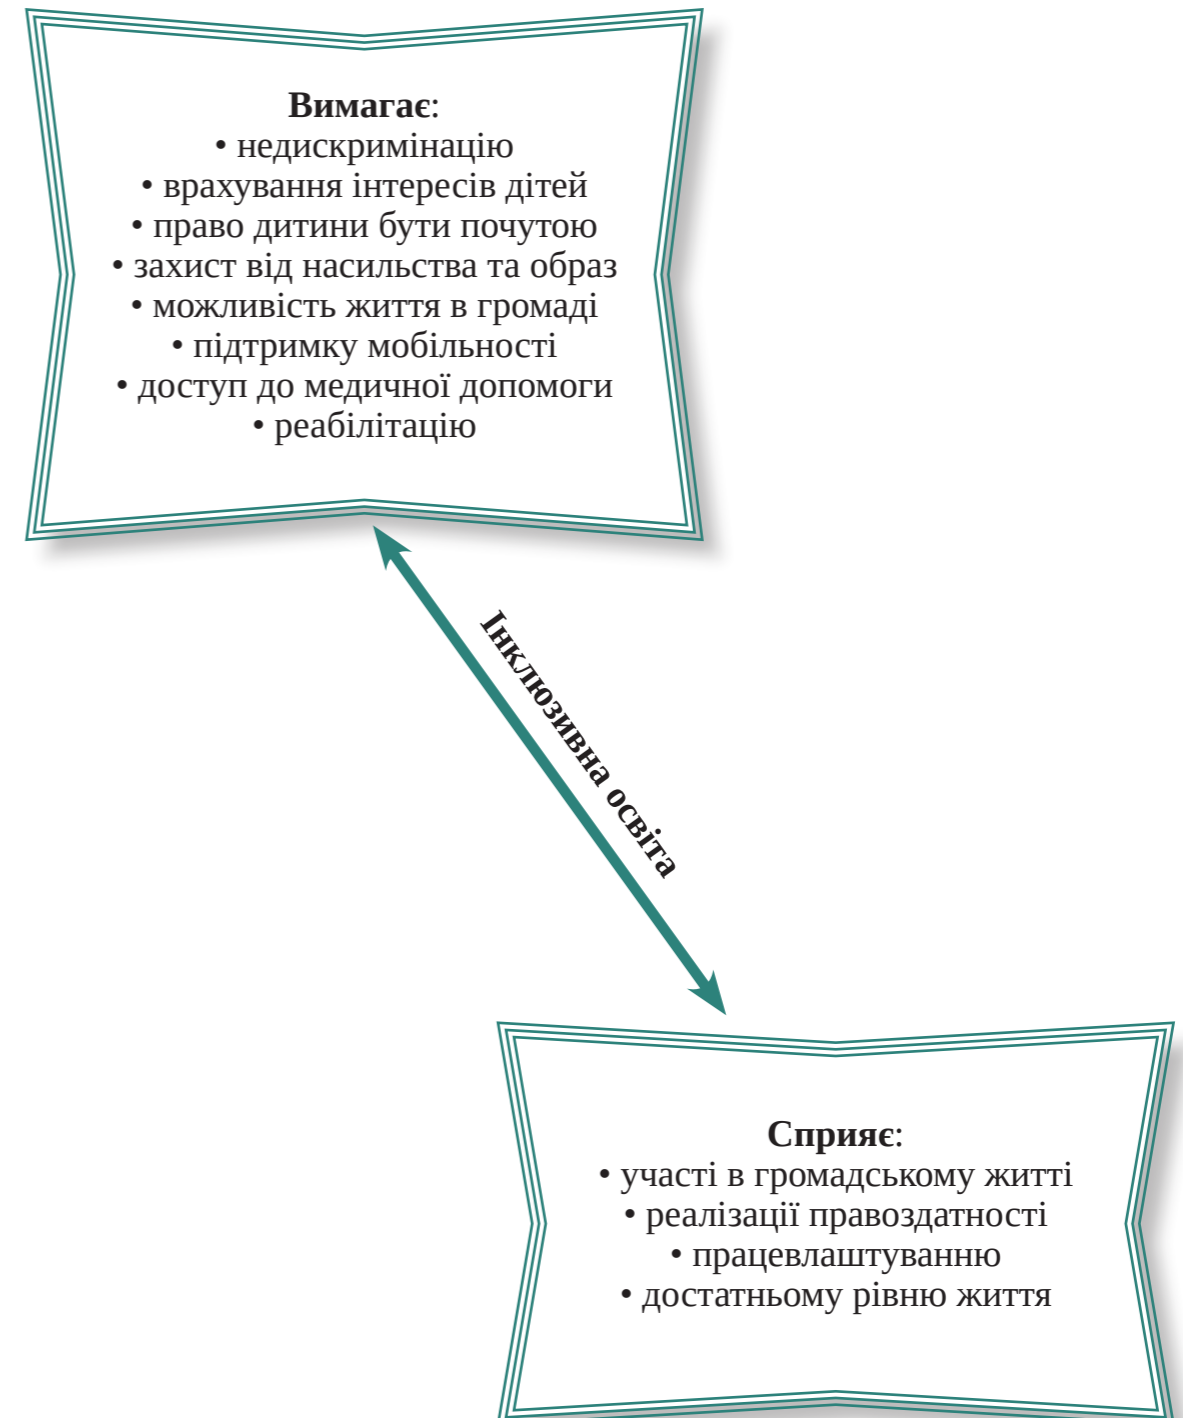 Вимагає:
• недискримінацію
• врахування інтересів дітей
• право дитини бути почутою
• захист від насильства та образ
• можливість життя в громаді
• підтримку мобільності
• доступ до медичної допомоги
• реабілітацію
Інклюзивна освіта
Сприяє:
• участі в громадському житті
• реалізації правоздатності
• працевлаштуванню
• достатньому рівню життя